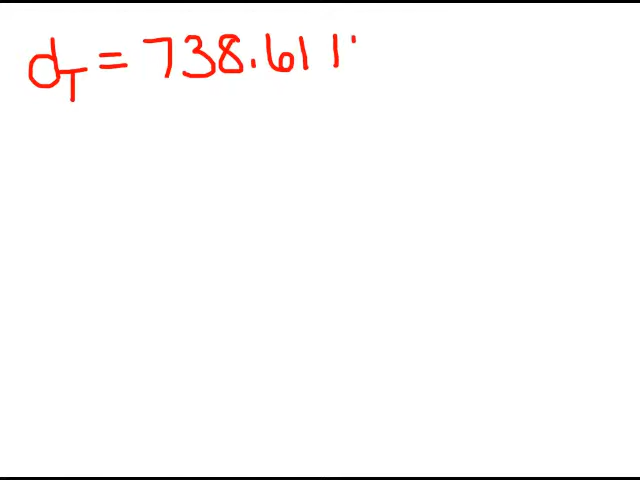 d_T = 738.611